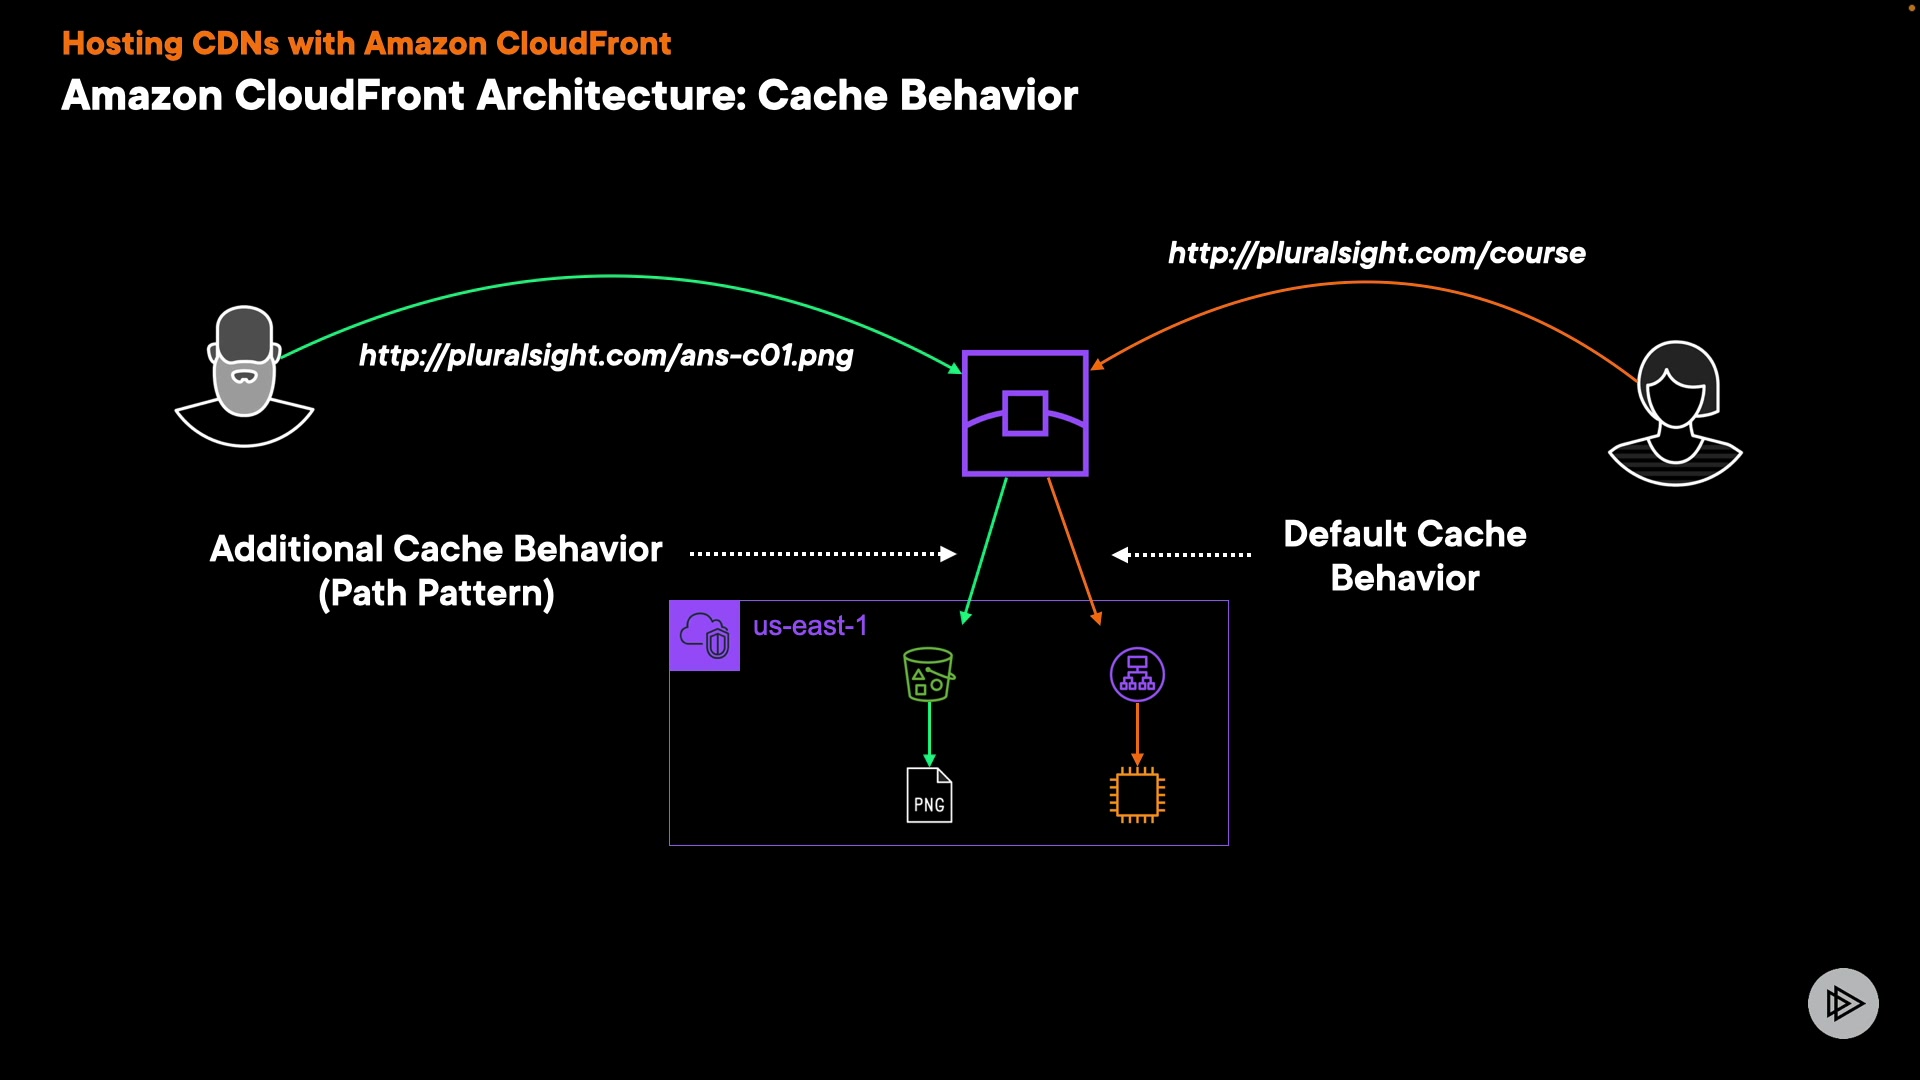 Hosting CDNs with Amazon CloudFront
Amazon CloudFront Architecture: Cache Behavior
http://pluralsight.com/course
http://pluralsight.com/ans-c01.png
Additional Cache Behavior
(Path Pattern)
Default Cache
Behavior
us-east-1
PNG